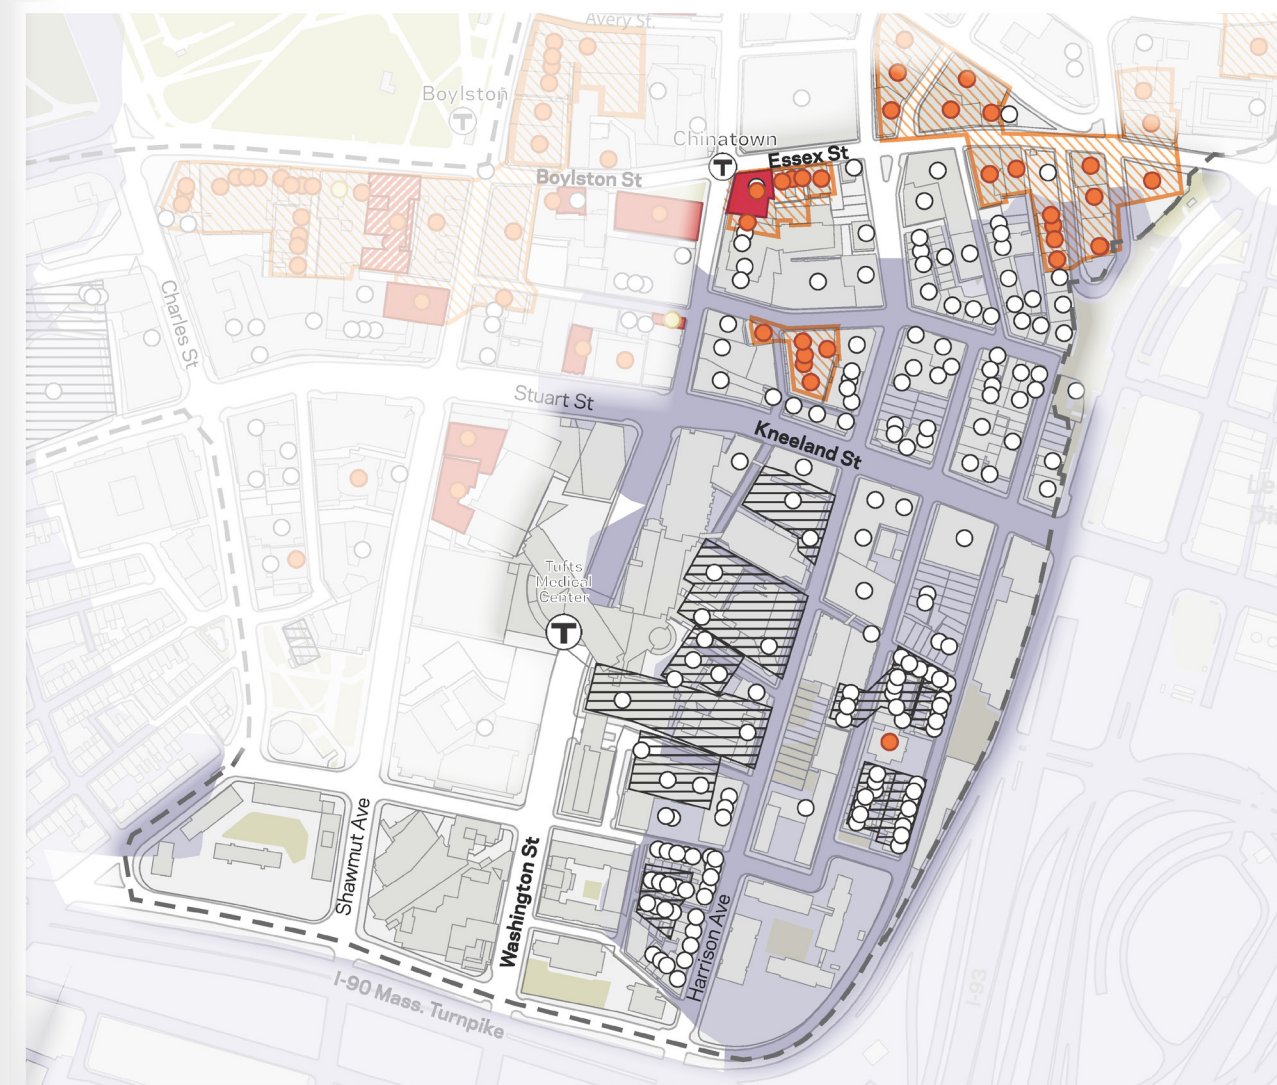 Avery St.
Boylston
T
Chinatown
T
Essex St
Boylston St
Charles St
Stuart St
Kneeland St
Tufts
Medical
Center
T
Shawmut Ave
Washington St
Harrison Ave
I-90 Mass. Turnpike
I-93